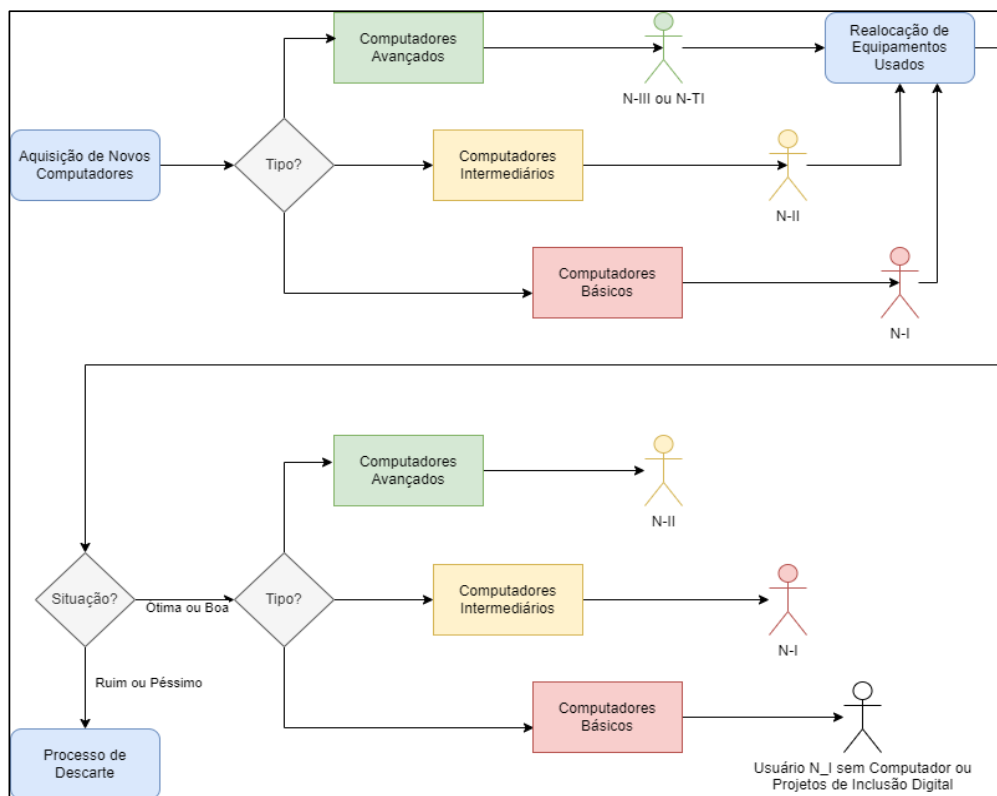 Computadores
Avançados
N-III ou N-TI
Realocação de
Equipamentos
Usados
Aquisição de Novos
Computadores
Tipo?
Computadores
Intermediários
N-II
Computadores
Básicos
N-I
Computadores
Avançados
N-II
Situação?
Ótima ou Boa
Tipo?
Computadores
Intermediários
N-I
Ruim ou Péssimo
Processo de
Descarte
Computadores
Básicos
Usuário N_I sem Computador ou
Projetos de Inclusão Digital